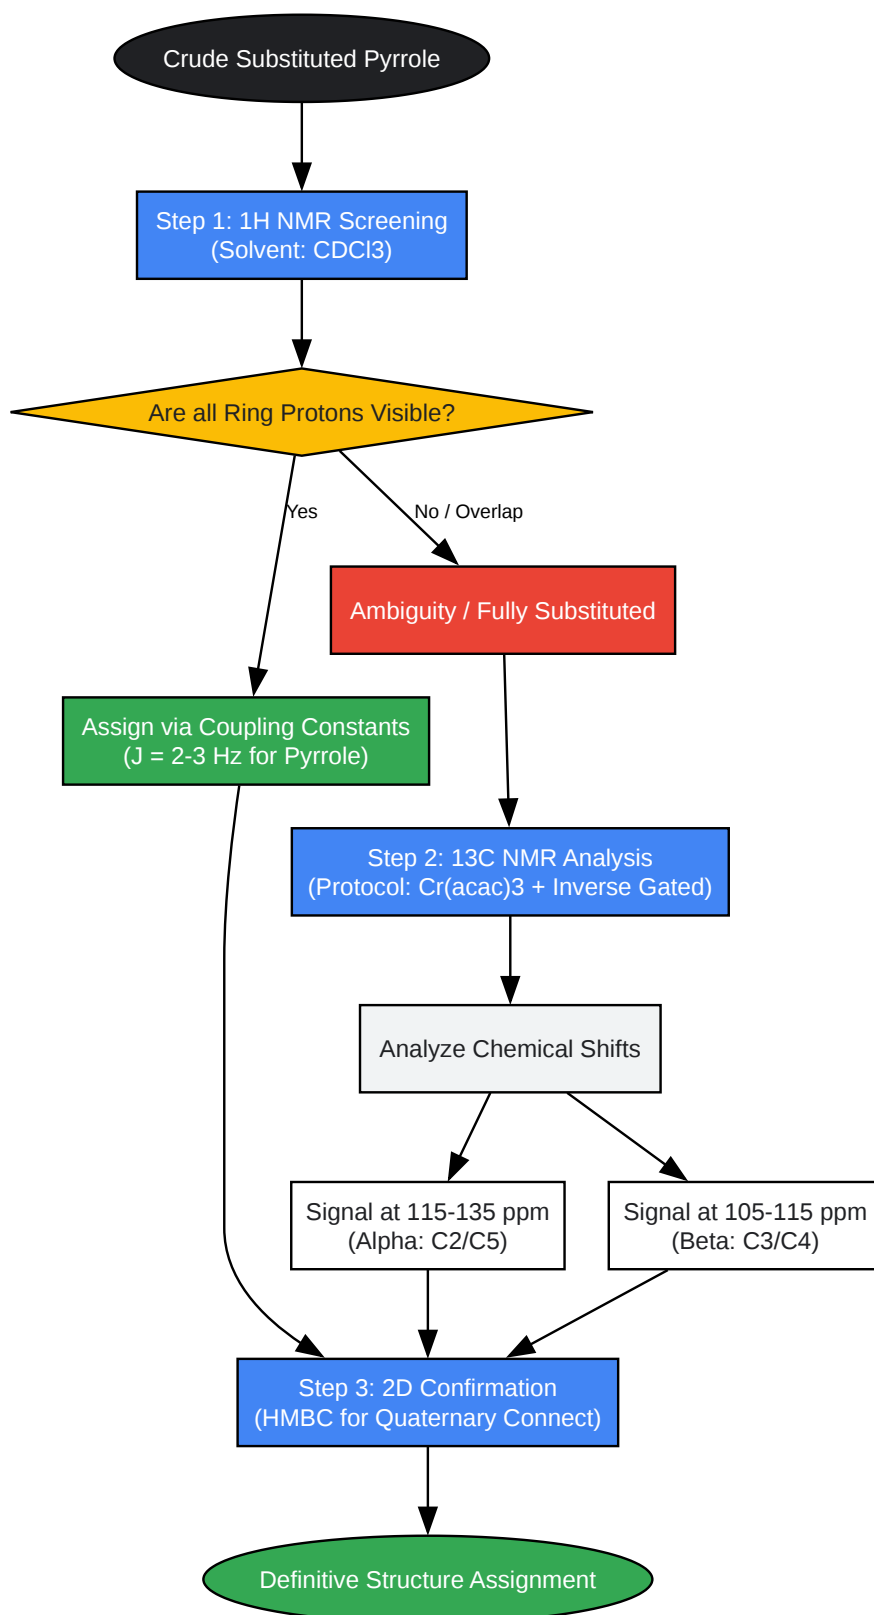 Crude Substituted Pyrrole
Step 1: 1H NMR Screening
(Solvent: CDCl3)
Are all Ring Protons Visible?
Yes
No / Overlap
Ambiguity / Fully Substituted
Assign via Coupling Constants
(J = 2-3 Hz for Pyrrole)
Step 2: 13C NMR Analysis
(Protocol: Cr(acac)3 + Inverse Gated)
Analyze Chemical Shifts
Signal at 115-135 ppm
(Alpha: C2/C5)
Signal at 105-115 ppm
(Beta: C3/C4)
Step 3: 2D Confirmation
(HMBC for Quaternary Connect)
Definitive Structure Assignment